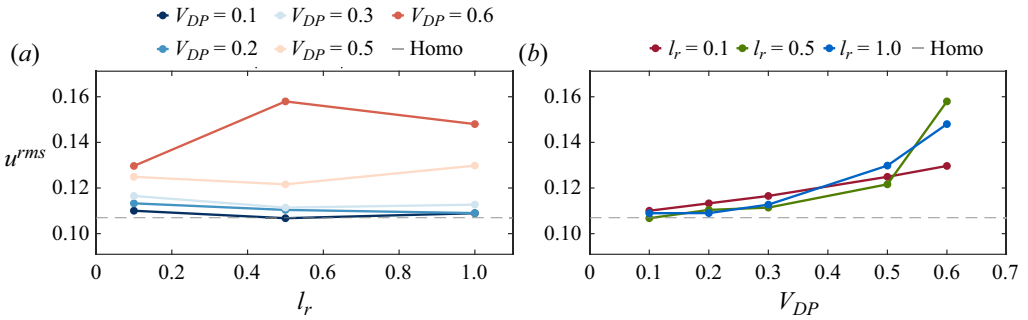 V_DP = 0.1 V_DP = 0.3 V_DP = 0.6
V_DP = 0.2 V_DP = 0.5 Homo
(a)
0.16
0.14
0.12
0.10
u^rms
0 0.2 0.4 0.6 0.8 1.0
l_r
l_r = 0.1 l_r = 0.5 l_r = 1.0 Homo
(b)
0.16
0.14
0.12
0.10
0 0.1 0.2 0.3 0.4 0.5 0.6 0.7
V_DP